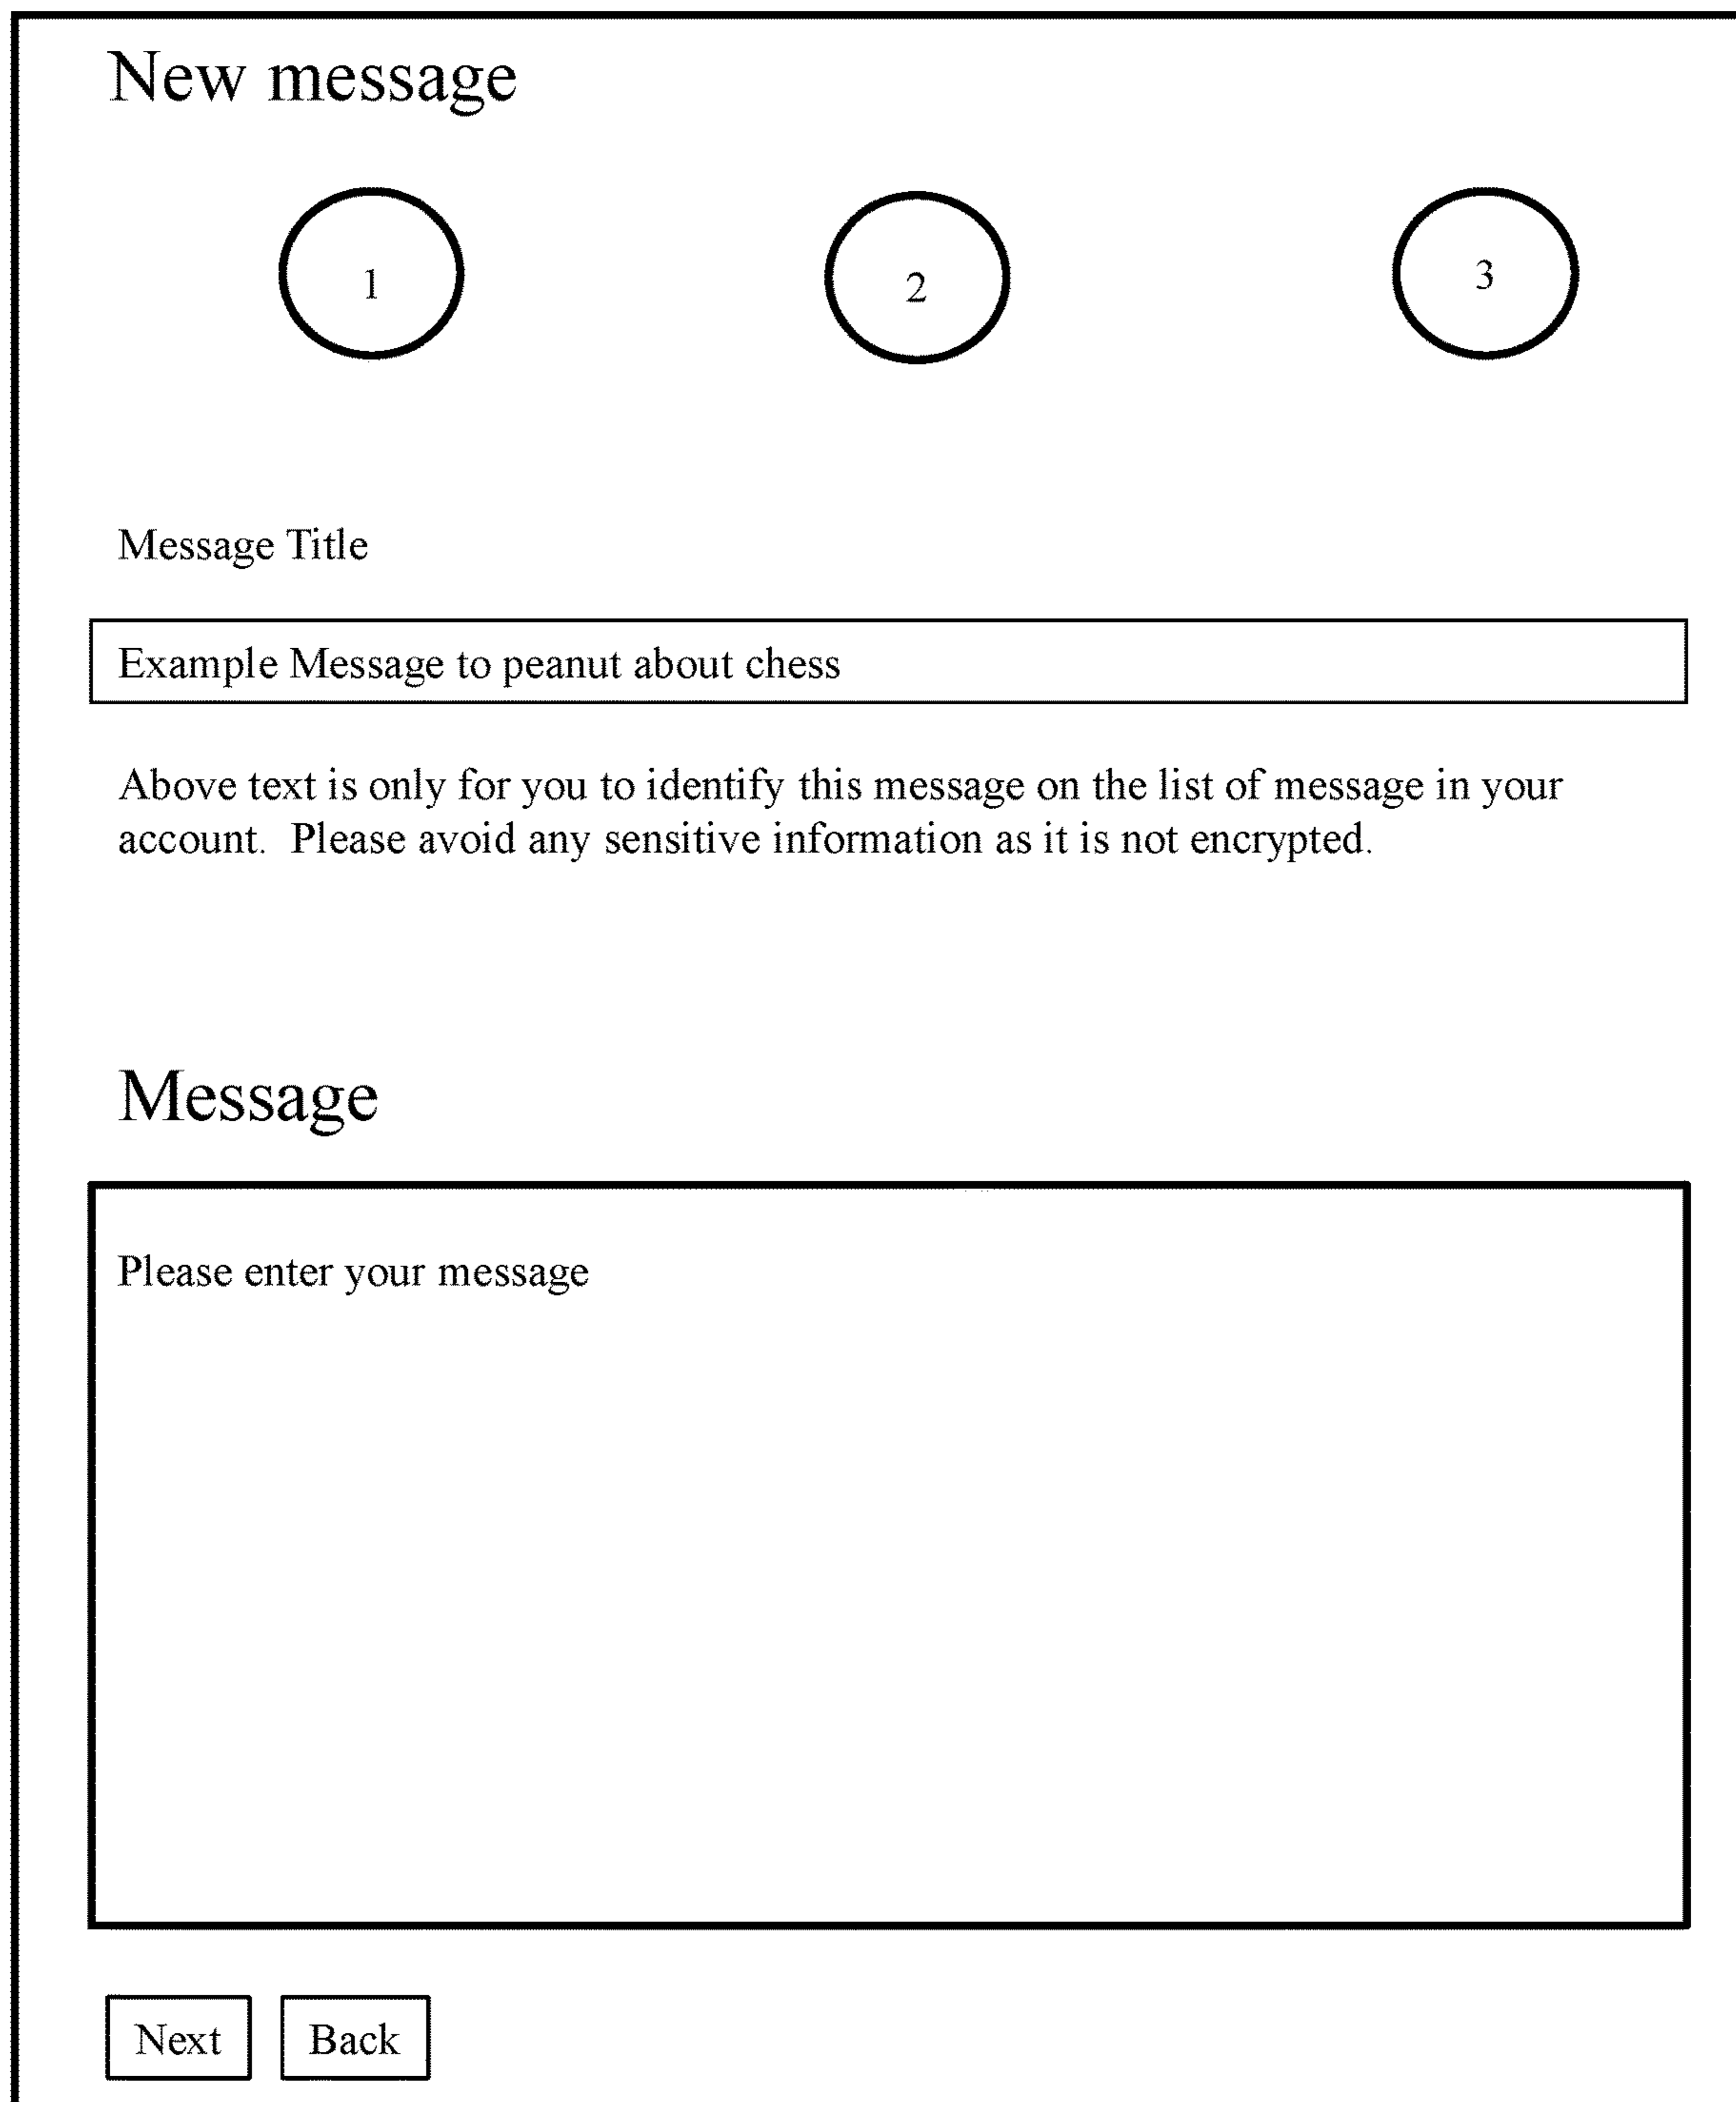 New message
1 2 3
Message Title
Example Message to peanut about chess
Above text is only for you to identify this message on the list of message in your
account.  Please avoid any sensitive information as it is not encrypted.
Message
Please enter your message
Next Back